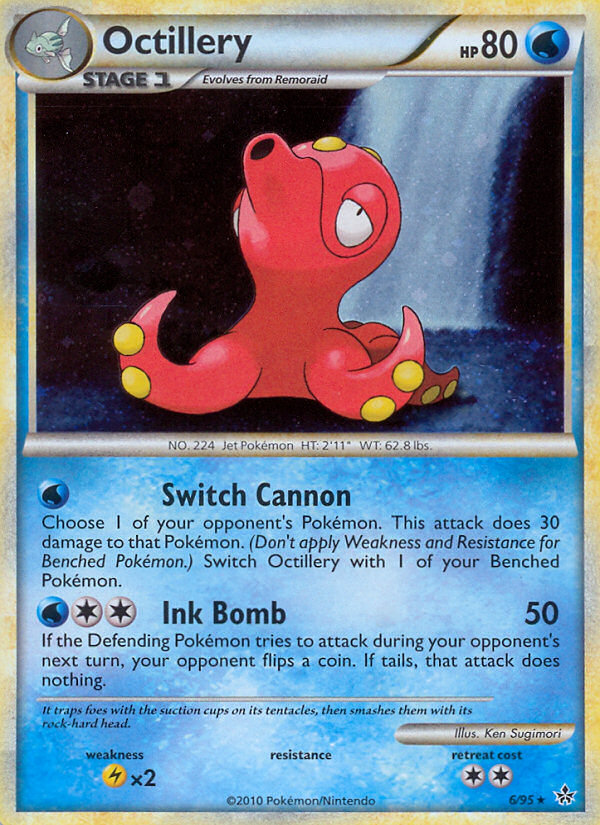 Octillery
HP 80
STAGE 1
Evolves from Remoraid
NO. 224 Jet Pokémon HT: 2'11" WT: 62.8 lbs.
Switch Cannon
Choose 1 of your opponent's Pokémon. This attack does 30
damage to that Pokémon. (Don't apply Weakness and Resistance for
Benched Pokémon.) Switch Octillery with 1 of your Benched
Pokémon.
Ink Bomb 50
If the Defending Pokémon tries to attack during your opponent's
next turn, your opponent flips a coin. If tails, that attack does
nothing.
It traps foes with the suction cups on its tentacles, then smashes them with its
rock-hard head.
Illus. Ken Sugimori
weakness resistance retreat cost
×2
©2010 Pokémon/Nintendo 6/95 ★